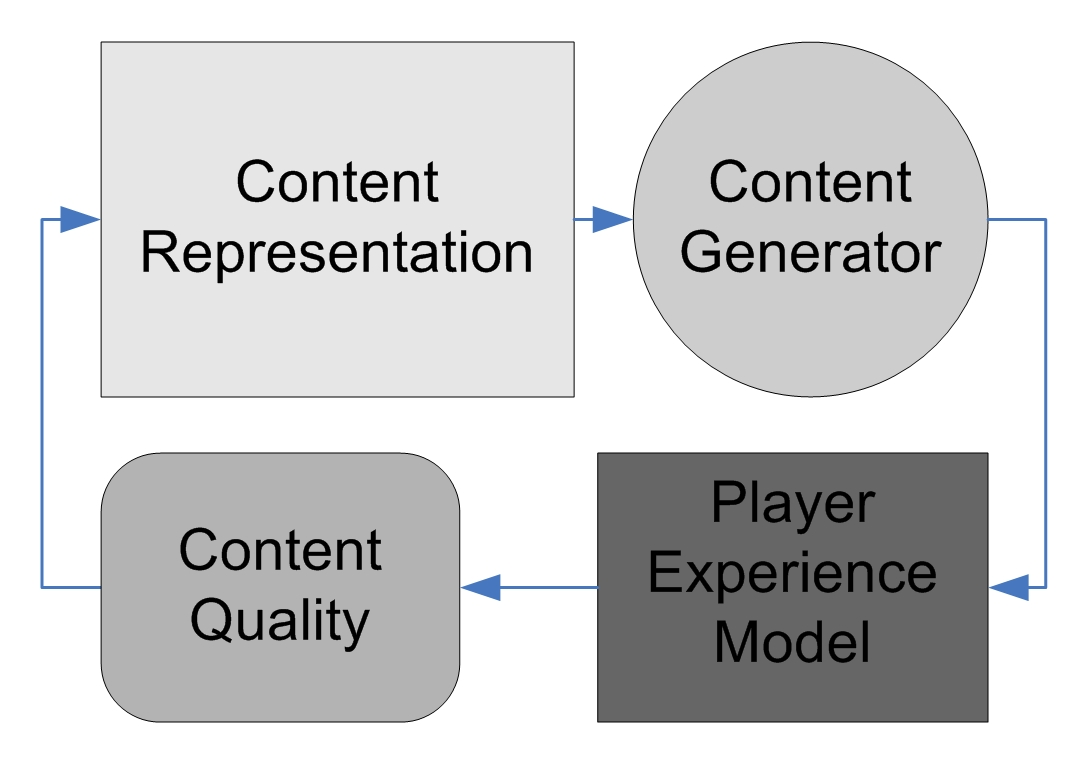 Content
Representation
Content
Generator
Content
Quality
Player
Experience
Model